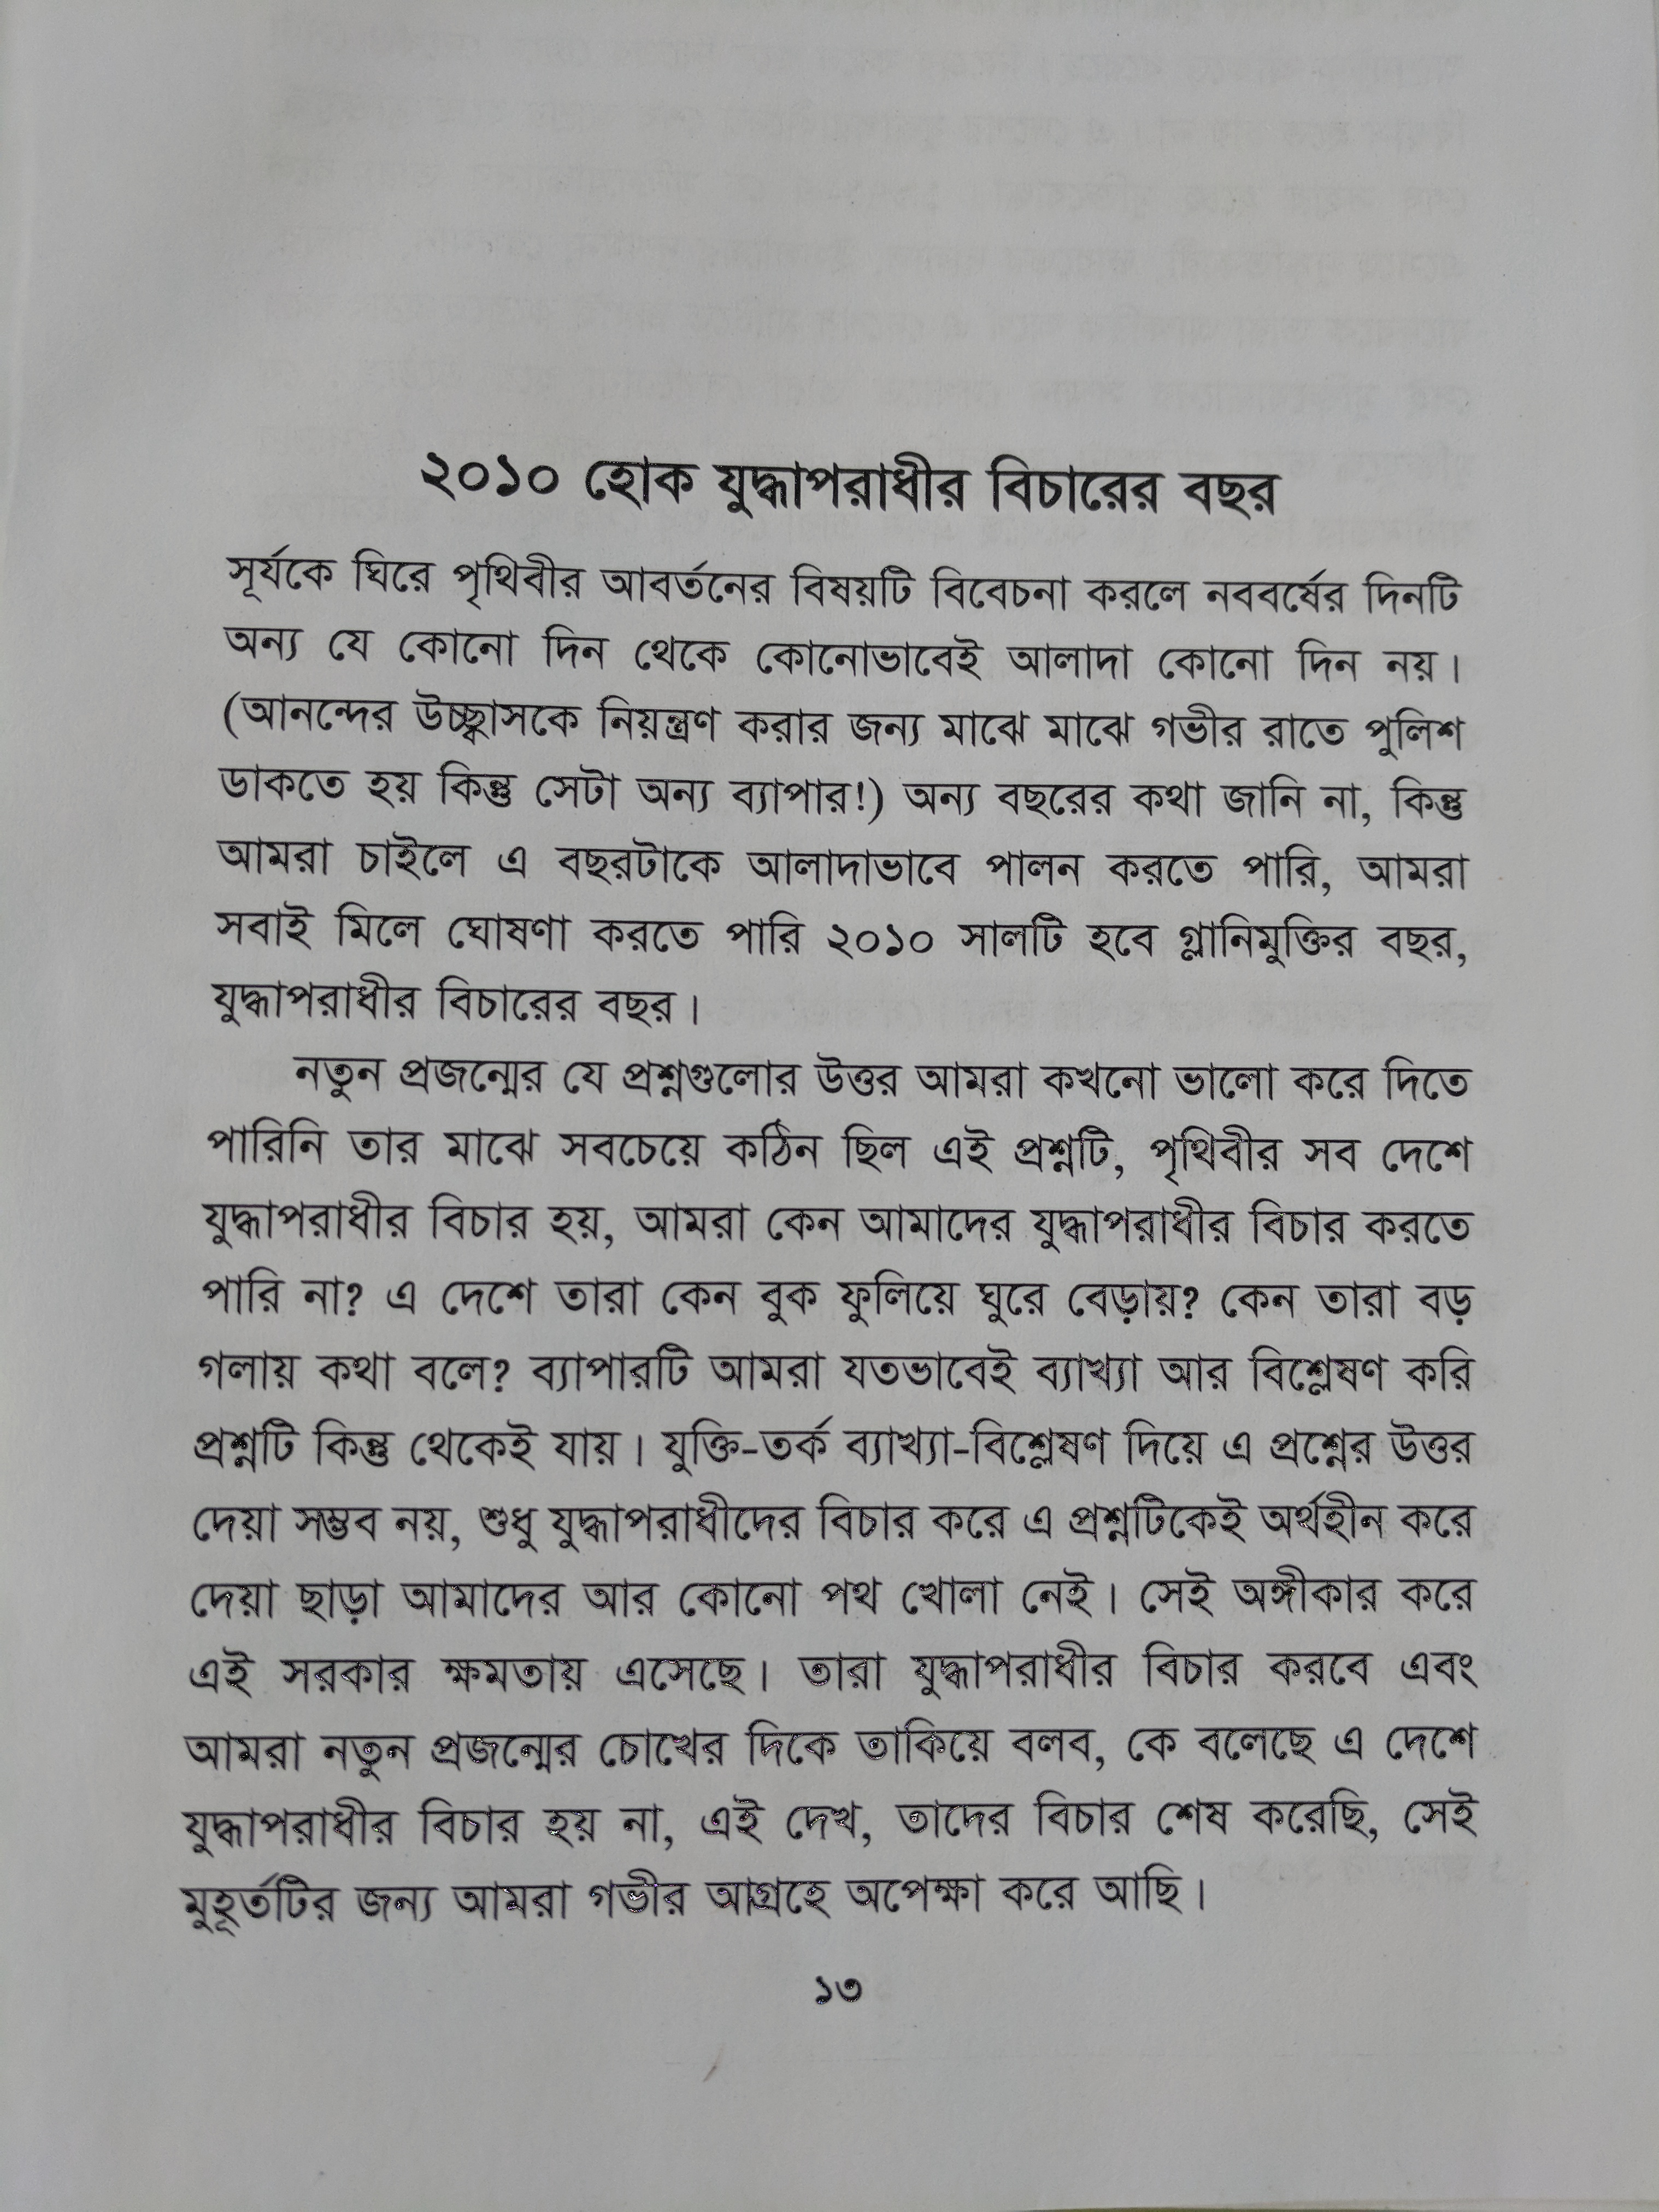 ২০১০ হোক যুদ্ধাপরাধীর বিচারের বছর
সূর্যকে ঘিরে পৃথিবীর আবর্তনের বিষয়টি বিবেচনা করলে নববর্ষের দিনটি
অন্য যে কোনো দিন থেকে কোনোভাবেই আলাদা কোনো দিন নয়।
(আনন্দের উচ্ছ্বাসকে নিয়ন্ত্রণ করার জন্য মাঝে মাঝে গভীর রাতে পুলিশ
ডাকতে হয় কিন্তু সেটা অন্য ব্যাপার!) অন্য বছরের কথা জানি না, কিন্তু
আমরা চাইলে এ বছরটাকে আলাদাভাবে পালন করতে পারি, আমরা
সবাই মিলে ঘোষণা করতে পারি ২০১০ সালটি হবে গ্লানিমুক্তির বছর,
যুদ্ধাপরাধীর বিচারের বছর।
নতুন প্রজন্মের যে প্রশ্নগুলোর উত্তর আমরা কখনো ভালো করে দিতে
পারিনি তার মাঝে সবচেয়ে কঠিন ছিল এই প্রশ্নটি, পৃথিবীর সব দেশে
যুদ্ধাপরাধীর বিচার হয়, আমরা কেন আমাদের যুদ্ধাপরাধীর বিচার করতে
পারি না? এ দেশে তারা কেন বুক ফুলিয়ে ঘুরে বেড়ায়? কেন তারা বড়
গলায় কথা বলে? ব্যাপারটি আমরা যতভাবেই ব্যাখ্যা আর বিশ্লেষণ করি
প্রশ্নটি কিন্তু থেকেই যায়। যুক্তি-তর্ক ব্যাখ্যা-বিশ্লেষণ দিয়ে এ প্রশ্নের উত্তর
দেয়া সম্ভব নয়, শুধু যুদ্ধাপরাধীদের বিচার করে এ প্রশ্নটিকেই অর্থহীন করে
দেয়া ছাড়া আমাদের আর কোনো পথ খোলা নেই। সেই অঙ্গীকার করে
এই সরকার ক্ষমতায় এসেছে। তারা যুদ্ধাপরাধীর বিচার করবে এবং
আমরা নতুন প্রজন্মের চোখের দিকে তাকিয়ে বলব, কে বলেছে এ দেশে
যুদ্ধাপরাধীর বিচার হয় না, এই দেখ, তাদের বিচার শেষ করেছি, সেই
মুহূর্তটির জন্য আমরা গভীর আগ্রহে অপেক্ষা করে আছি।
১৩